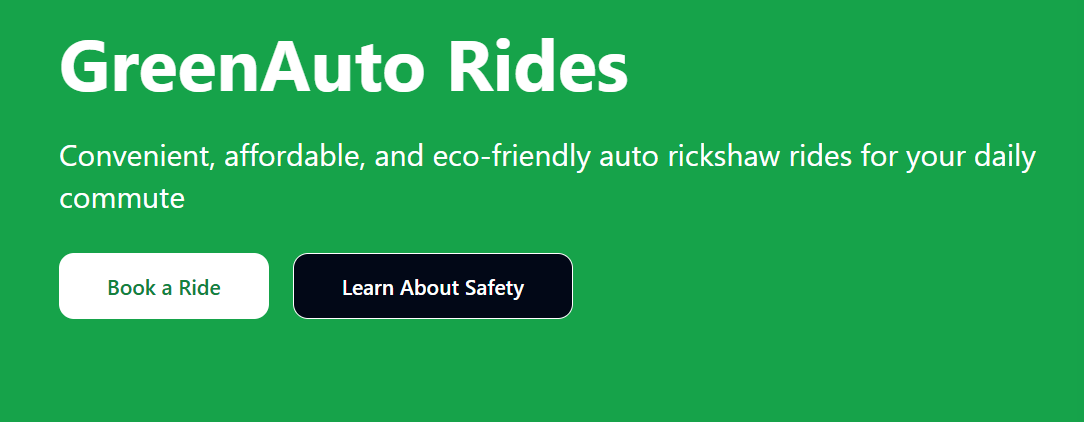 GreenAuto Rides
Convenient, affordable, and eco-friendly auto rickshaw rides for your daily
commute
Book a Ride
Learn About Safety